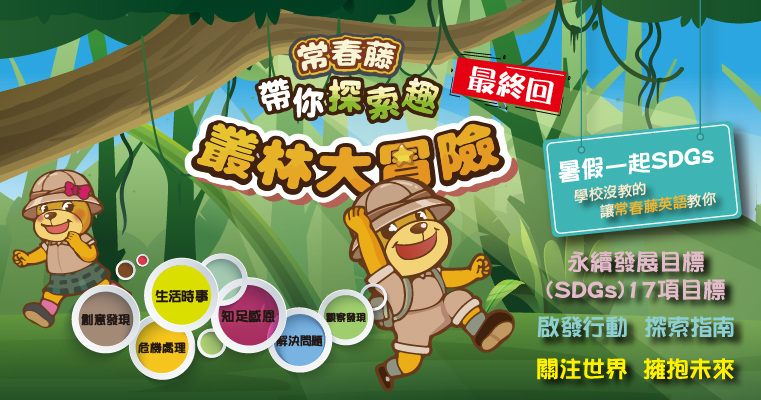 常春藤
帶你探索趣
最終回
叢林大冒險
暑假一起SDGs
學校沒教的
讓常春藤英語教你
生活時事
創意發現
知足感恩
觀察發現
危機處理
解決問題
永續發展目標
(SDGs)17項目標
啟發行動 探索指南
關注世界 擁抱未來